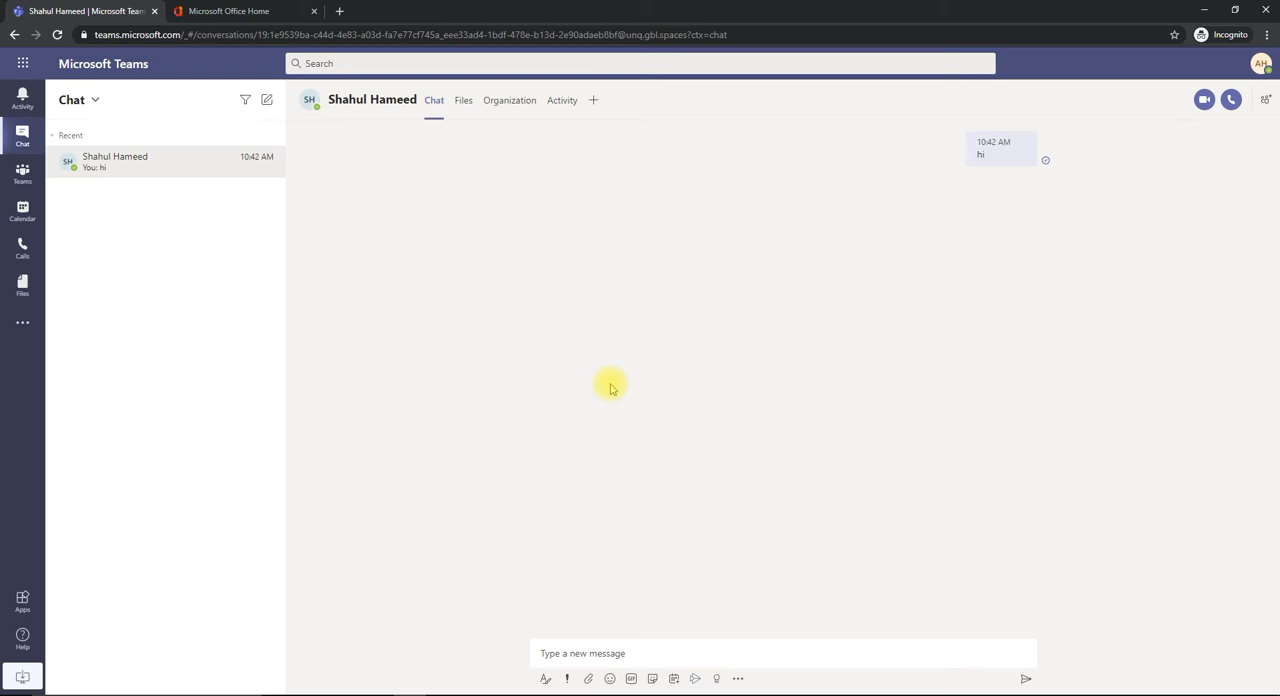 Shahul Hameed | Microsoft Team
Microsoft Office Home
teams.microsoft.com/_#/conversations/19:1e9539ba-c44d-4e83-a03d-fa7e77cf745a_eee33ad4-1bdf-478e-b13d-2e90adaeb8bf@unq.gbl.spaces?ctx=chat
Incognito
Microsoft Teams
Search
AH
Activity
Chat
Teams
Calendar
Calls
Files
Apps
Help
Chat
Recent
SH
Shahul Hameed
10:42 AM
You: hi
SH
Shahul Hameed
Chat
Files
Organization
Activity
10:42 AM
hi
Type a new message
GIF